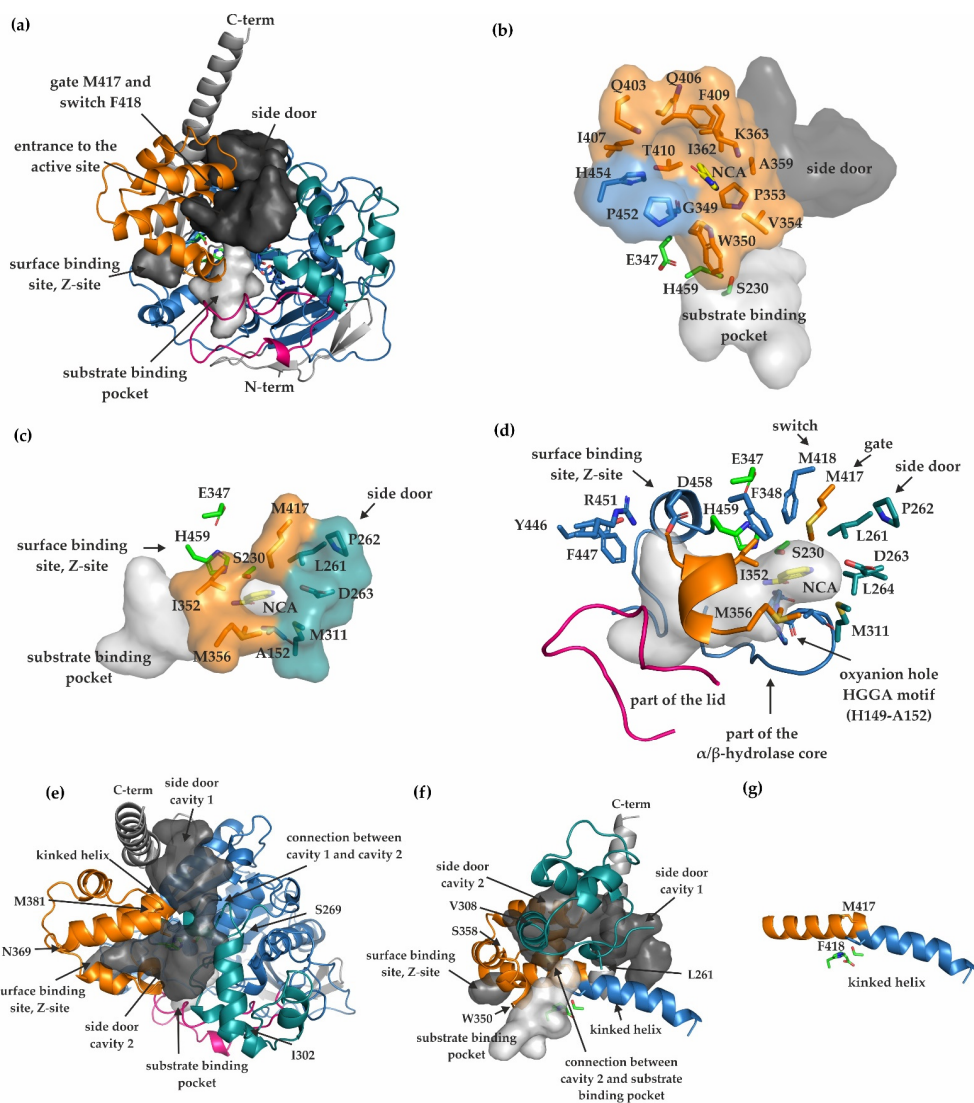 (a)
C-term
gate M417 and
switch F418
side door
entrance to the
active site
surface binding
site, Z-site
substrate binding
pocket
N-term
(b)
Q403
Q406
F409
I407
K363
T410
I362
H454
NCA
A359
side door
P452
G349
P353
V354
W350
E347
H459
S230
substrate binding
pocket
(c)
E347
side door
M417
H459
P262
surface binding
site, Z-site
S230
L261
I352
NCA
D263
M311
M356
A152
substrate binding
pocket
(d)
switch
M418
gate
surface binding
site, Z-site
E347
M417
side door
D458
F348
R451
H459
P262
Y446
L261
F447
S230
D263
I352
NCA
L264
M356
M311
oxyanion hole
HGGA motif
(H149-A152)
part of the lid
part of the
α/β-hydrolase core
(e)
side door
cavity 1
C-term
connection between
cavity 1 and cavity 2
kinked helix
M381
S269
N369
surface binding
site, Z-site
side door
cavity 2
I302
substrate binding
pocket
(f)
C-term
side door
cavity 2
side door
cavity 1
V308
S358
surface binding
site, Z-site
L261
W350
kinked helix
substrate binding
pocket
connection between
cavity 2 and substrate
binding pocket
(g)
M417
F418
kinked helix